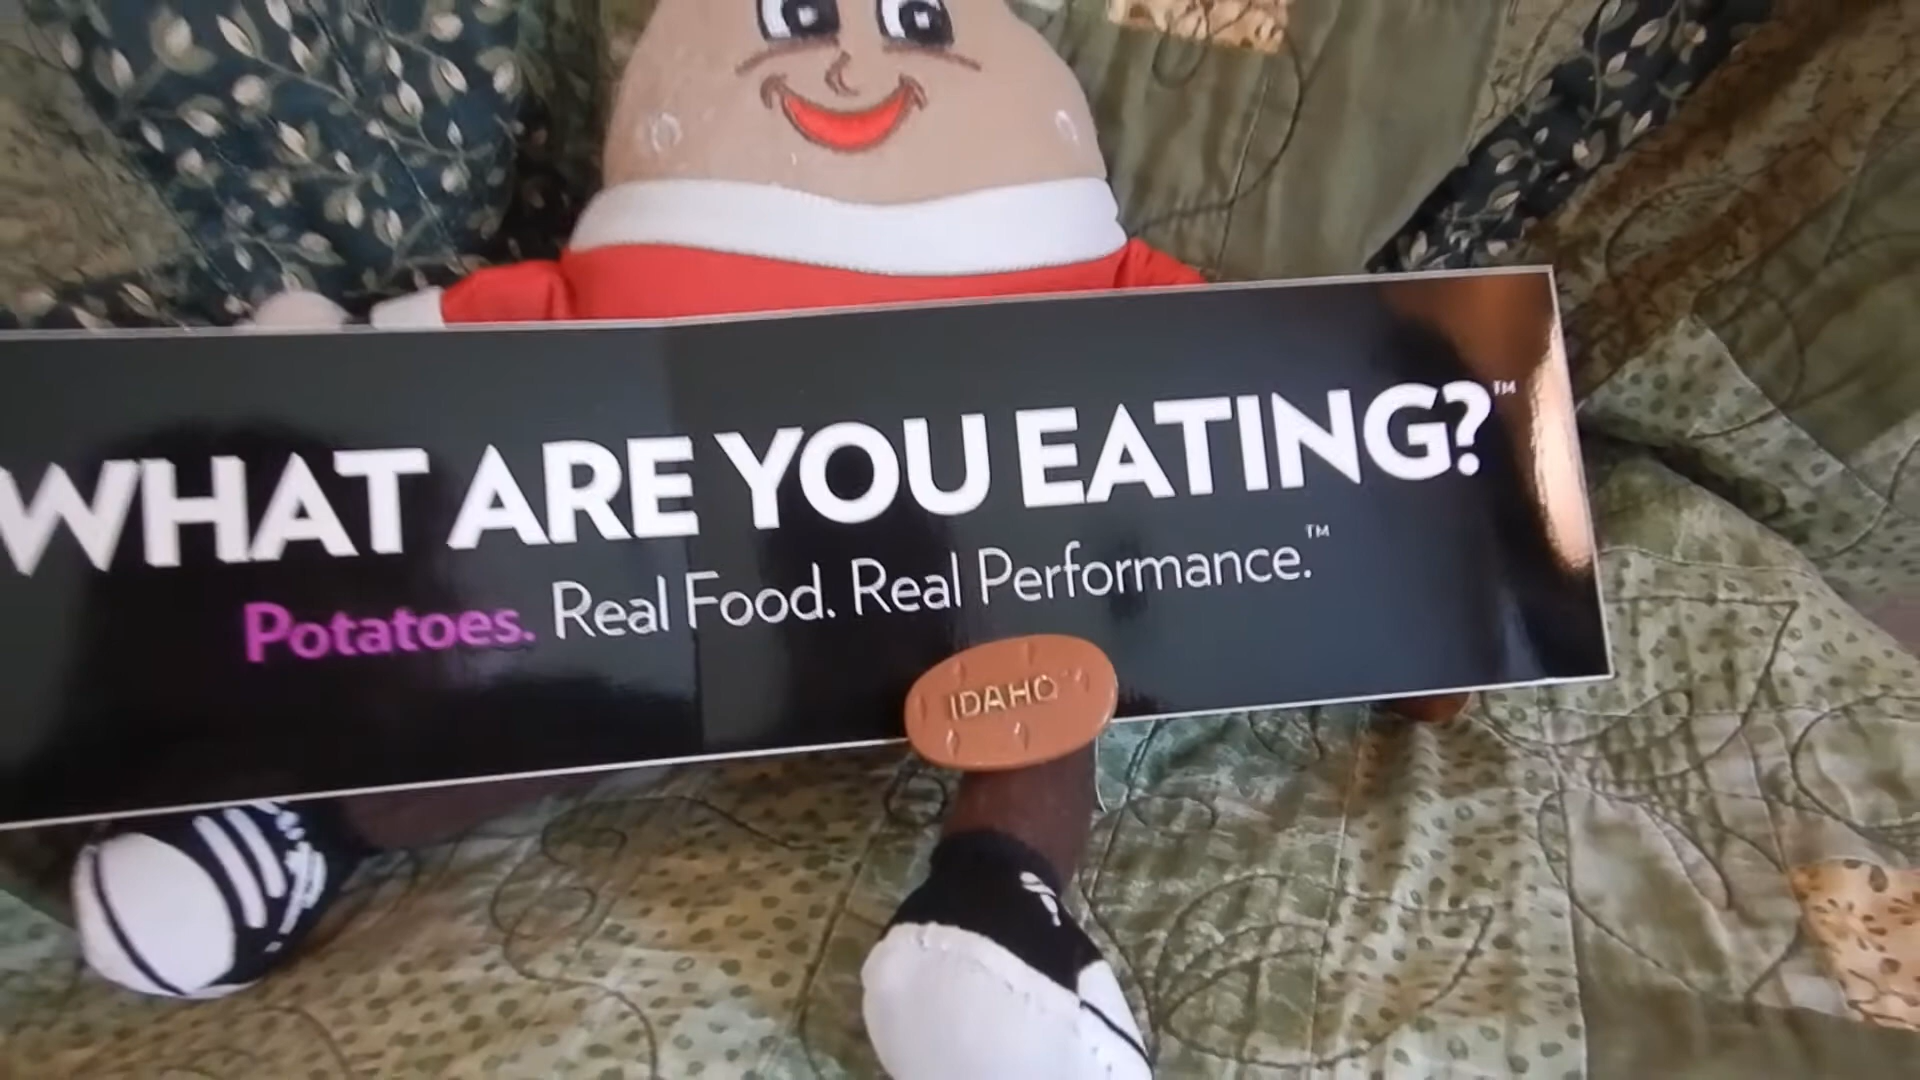 WHAT ARE YOU EATING?™
Potatoes. Real Food. Real Performance.™
IDAHO